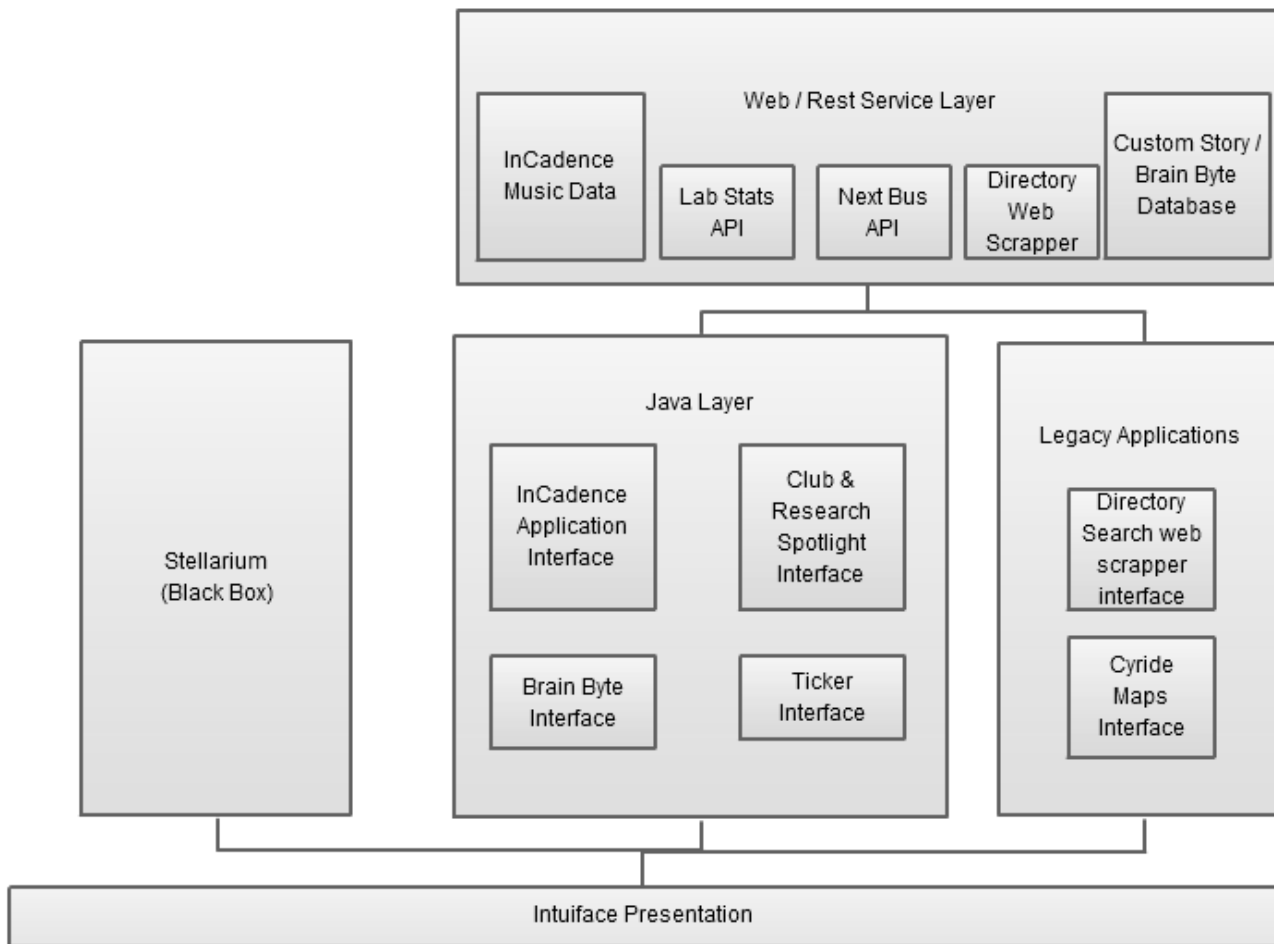 Web / Rest Service Layer
InCadence
Music Data
Lab Stats
API
Next Bus
API
Directory
Web
Scrapper
Custom Story /
Brain Byte
Database
Stellarium
(Black Box)
Java Layer
InCadence
Application
Interface
Club &
Research
Spotlight
Interface
Brain Byte
Interface
Ticker
Interface
Legacy Applications
Directory
Search web
scrapper
interface
Cyride
Maps
Interface
Intuiface Presentation